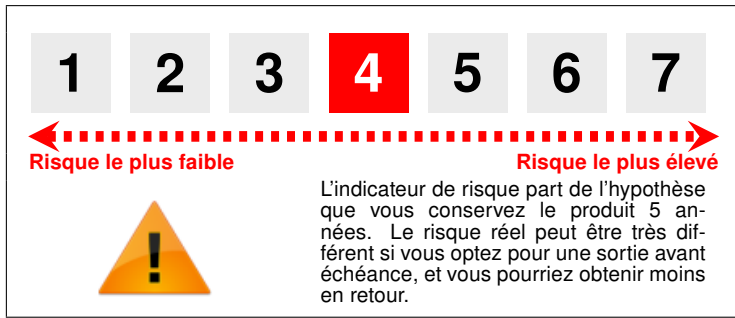 1 2 3 4 5 6 7
Risque le plus faible Risque le plus élevé
L'indicateur de risque part de l'hypothèse
que vous conservez le produit 5 an-
nées. Le risque réel peut être très dif-
férent si vous optez pour une sortie avant
échéance, et vous pourriez obtenir moins
en retour.